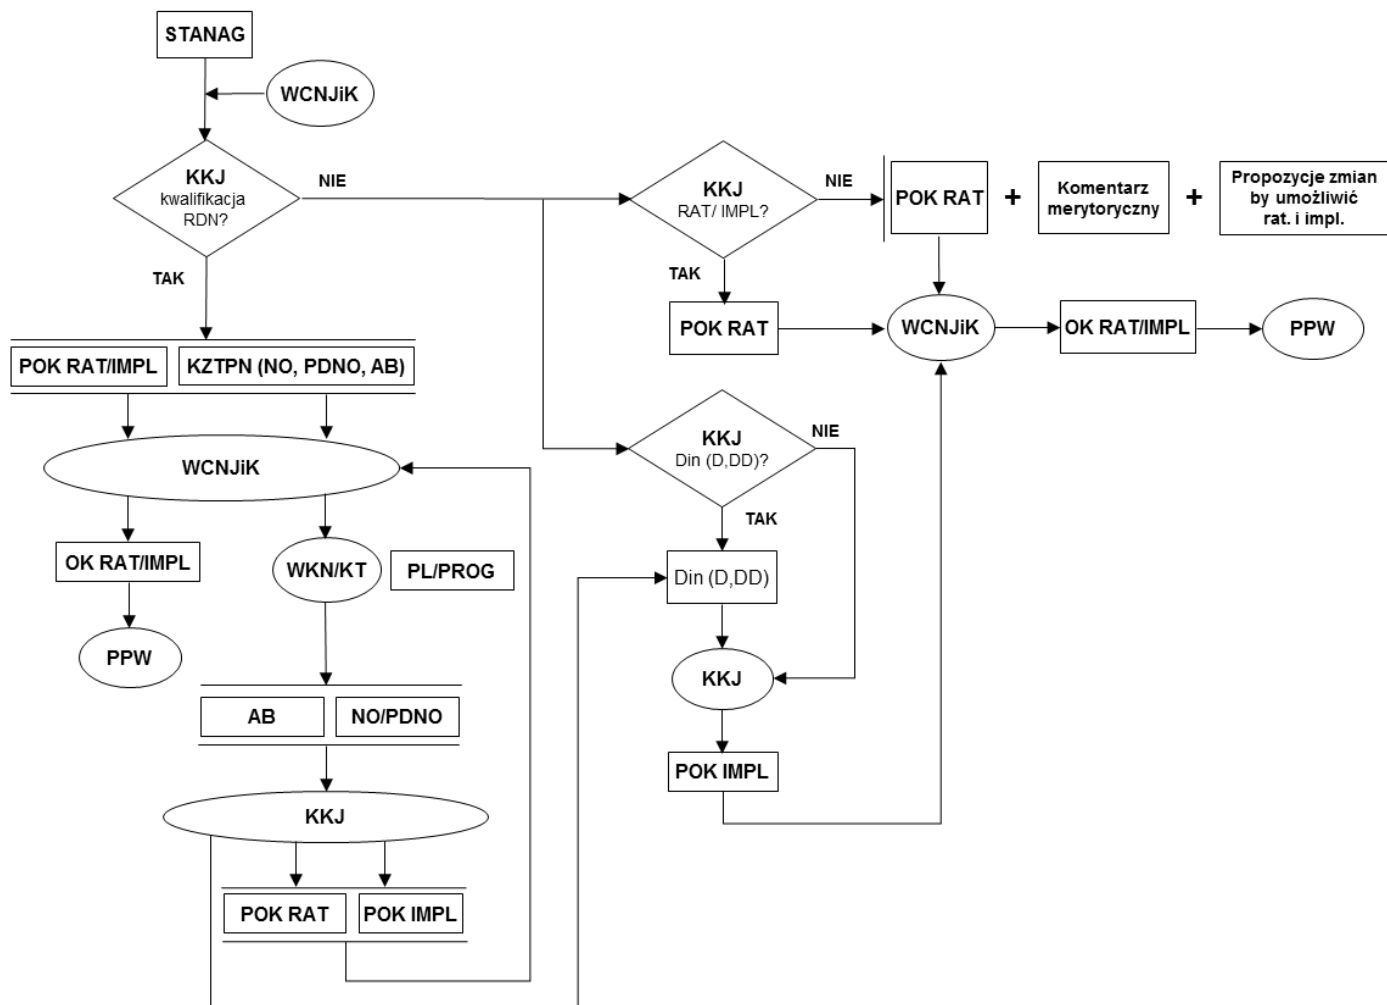 STANAG
WCNJiK
KKJ
kwalifikacja
RDN?
NIE
TAK
KKJ
RAT/ IMPL?
NIE
TAK
POK RAT
+
Komentarz
merytoryczny
+
Propozycje zmian
by umożliwić
rat. i impl.
POK RAT
WCNJiK
OK RAT/IMPL
PPW
POK RAT/IMPL
KZTPN (NO, PDNO, AB)
WCNJiK
OK RAT/IMPL
PPW
WKN/KT
PL/PROG
AB
NO/PDNO
KKJ
POK RAT
POK IMPL
KKJ
Din (D,DD)?
NIE
TAK
Din (D,DD)
KKJ
POK IMPL